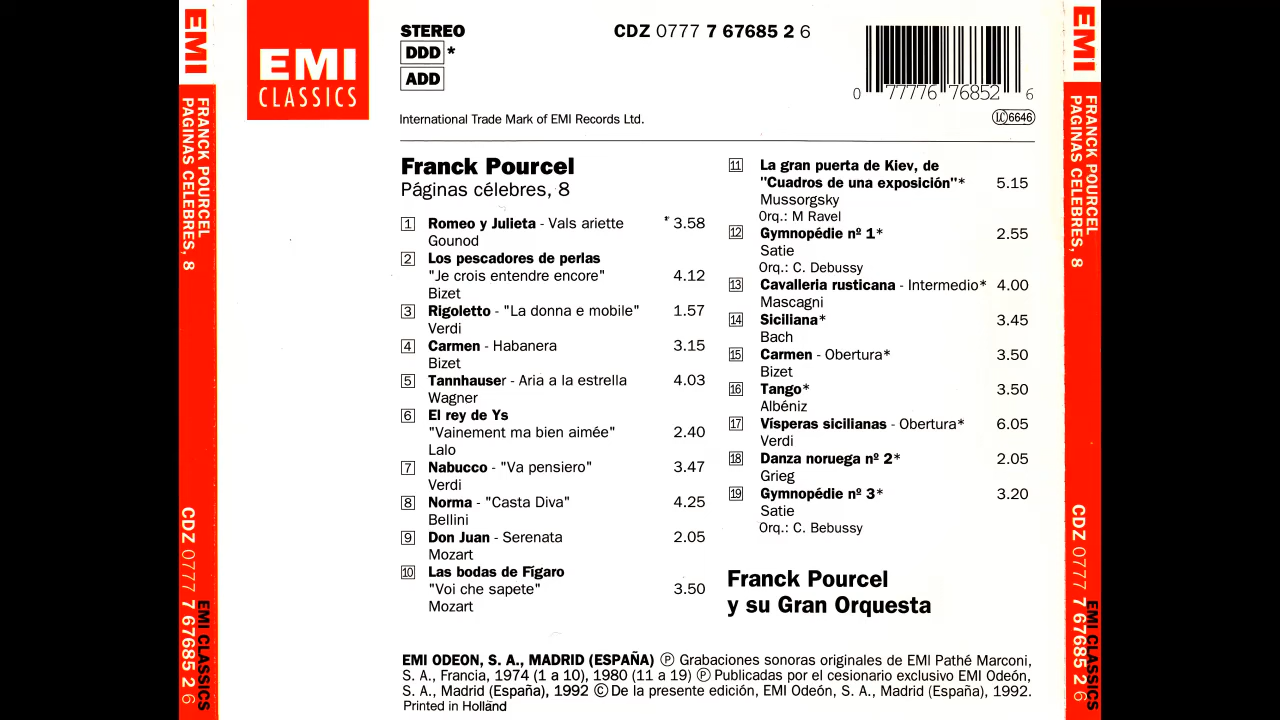 EMI
FRANCK POURCEL
PAGINAS CELEBRES, 8
CDZ 0777 7 67685 2 6
EMI CLASSICS
EMI
CLASSICS
STEREO
DDD *
ADD
International Trade Mark of EMI Records Ltd.
CDZ 0777 7 67685 2 6
0 77776 76852 6
LC 6646
Franck Pourcel
Páginas célebres, 8
1 Romeo y Julieta - Vals ariette * 3.58
Gounod
2 Los pescadores de perlas
"Je crois entendre encore" 4.12
Bizet
3 Rigoletto - "La donna e mobile" 1.57
Verdi
4 Carmen - Habanera 3.15
Bizet
5 Tannhauser - Aria a la estrella 4.03
Wagner
6 El rey de Ys
"Vainement ma bien aimée" 2.40
Lalo
7 Nabucco - "Va pensiero" 3.47
Verdi
8 Norma - "Casta Diva" 4.25
Bellini
9 Don Juan - Serenata 2.05
Mozart
10 Las bodas de Fígaro
"Voi che sapete" 3.50
Mozart
11 La gran puerta de Kiev, de
"Cuadros de una exposición"* 5.15
Mussorgsky
Orq.: M Ravel
12 Gymnopédie nº 1* 2.55
Satie
Orq.: C. Debussy
13 Cavalleria rusticana - Intermedio* 4.00
Mascagni
14 Siciliana* 3.45
Bach
15 Carmen - Obertura* 3.50
Bizet
16 Tango* 3.50
Albéniz
17 Vísperas sicilianas - Obertura* 6.05
Verdi
18 Danza noruega nº 2* 2.05
Grieg
19 Gymnopédie nº 3* 3.20
Satie
Orq.: C. Bebussy
Franck Pourcel
y su Gran Orquesta
EMI ODEON, S. A., MADRID (ESPAÑA) Ⓟ Grabaciones sonoras originales de EMI Pathé Marconi,
S. A., Francia, 1974 (1 a 10), 1980 (11 a 19) Ⓟ Publicadas por el cesionario exclusivo EMI Odeón,
S. A., Madrid (España), 1992 © De la presente edición, EMI Odeón, S. A., Madrid (España), 1992.
Printed in Holland
EMI
FRANCK POURCEL
PAGINAS CELEBRES, 8
CDZ 0777 7 67685 2 6
EMI CLASSICS